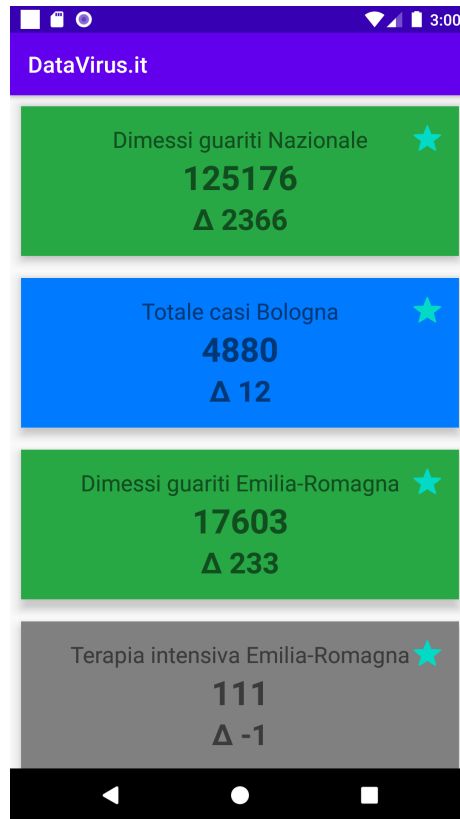 3:00
DataVirus.it
Dimessi guariti Nazionale
125176
Δ 2366
Totale casi Bologna
4880
Δ 12
Dimessi guariti Emilia-Romagna
17603
Δ 233
Terapia intensiva Emilia-Romagna
111
Δ -1